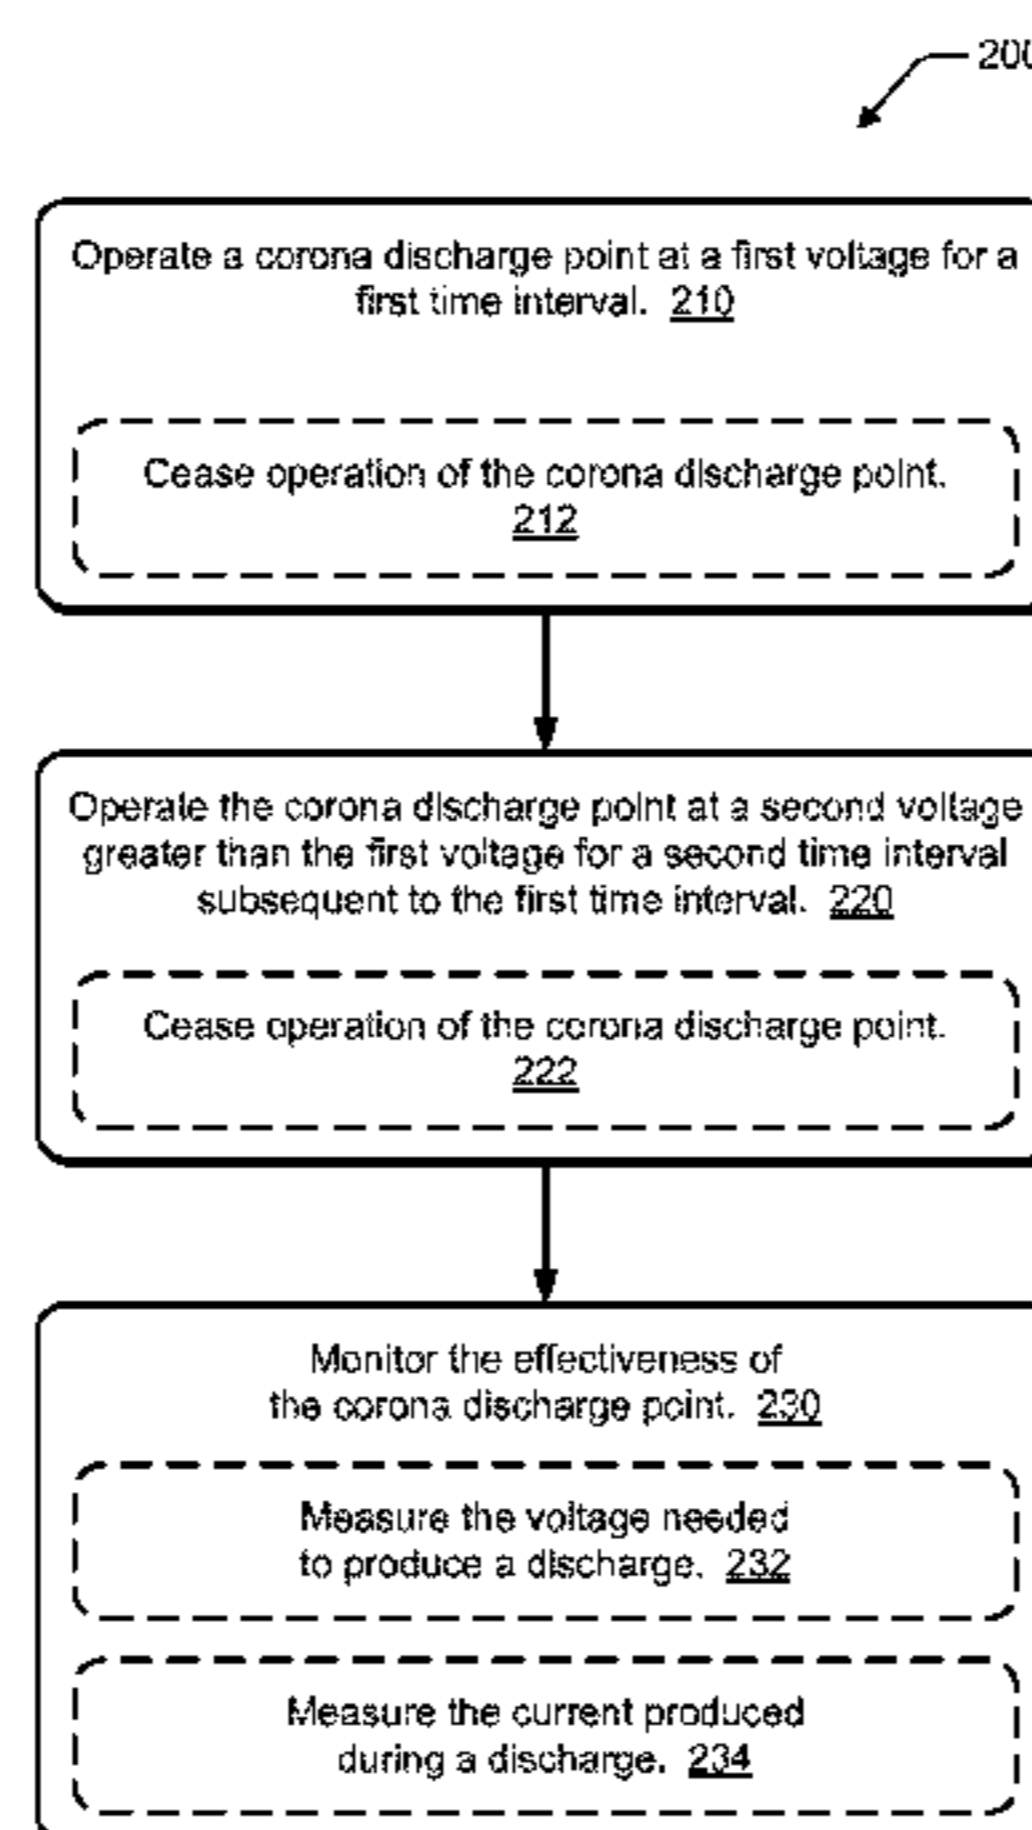 200
Operate a corona discharge point at a first voltage for a
first time interval. 210
Cease operation of the corona discharge point.
212
Operate the corona discharge point at a second voltage
greater than the first voltage for a second time interval
subsequent to the first time interval. 220
Cease operation of the corona discharge point.
222
Monitor the effectiveness of
the corona discharge point. 230
Measure the voltage needed
to produce a discharge. 232
Measure the current produced
during a discharge. 234